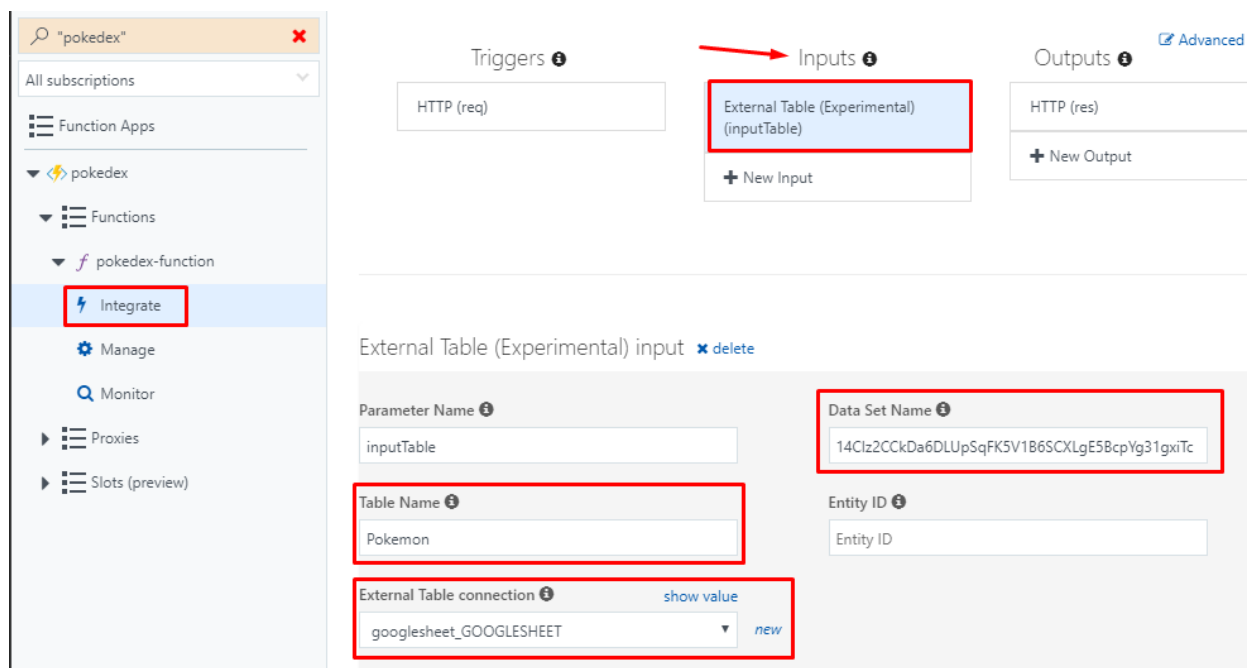 "pokedex"
All subscriptions
Function Apps
pokedex
Functions
f pokedex-function
Integrate
Manage
Monitor
Proxies
Slots (preview)
Advanced
Triggers
HTTP (req)
Inputs
External Table (Experimental)
(inputTable)
New Input
Outputs
HTTP (res)
New Output
External Table (Experimental) input delete
Parameter Name
inputTable
Data Set Name
14CIz2CCkDa6DLUpSqFK5V1B6SCXLgE5BcpYg31gxiTc
Table Name
Pokemon
Entity ID
Entity ID
External Table connection show value
googlesheet_GOOGLESHEET new